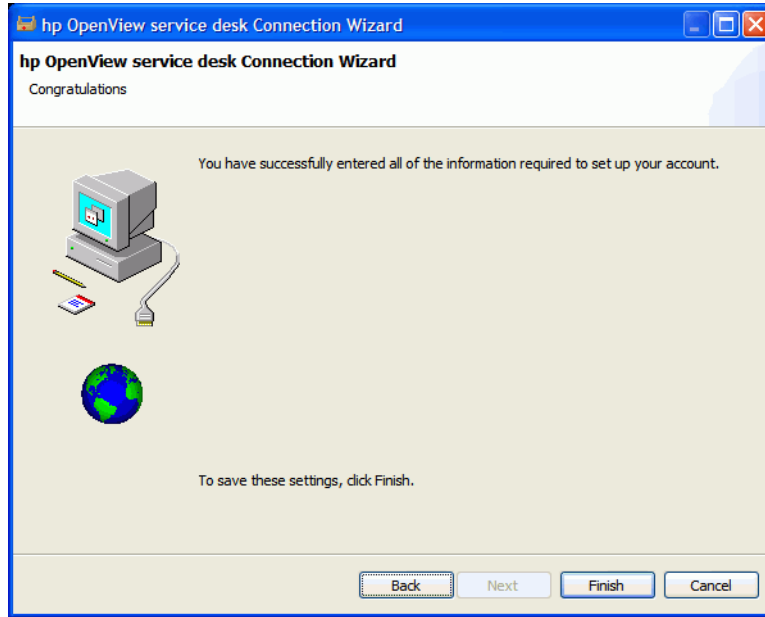 hp OpenView service desk Connection Wizard
hp OpenView service desk Connection Wizard
Congratulations
You have successfully entered all of the information required to set up your account.
To save these settings, click Finish.
Back Next Finish Cancel